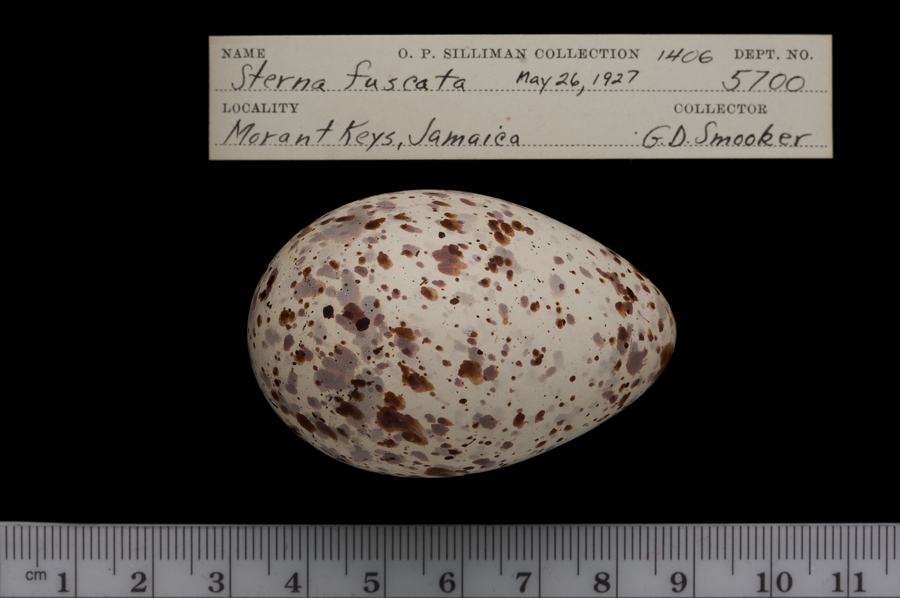 NAME O. P. SILLIMAN COLLECTION 1406 DEPT. NO.
Sterna fuscata May 26, 1927 5700
LOCALITY COLLECTOR
Morant Keys, Jamaica G.D. Smooker
cm 1 2 3 4 5 6 7 8 9 10 11